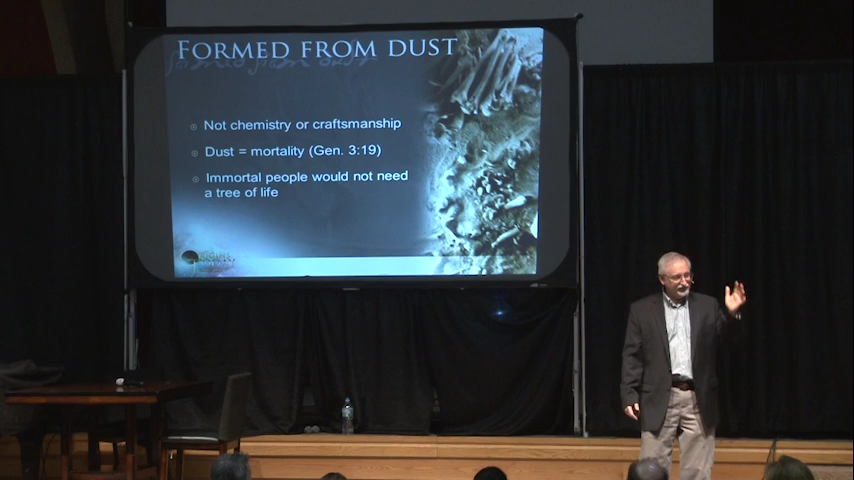 FORMED FROM DUST
Not chemistry or craftsmanship
Dust = mortality (Gen. 3:19)
Immortal people would not need
a tree of life